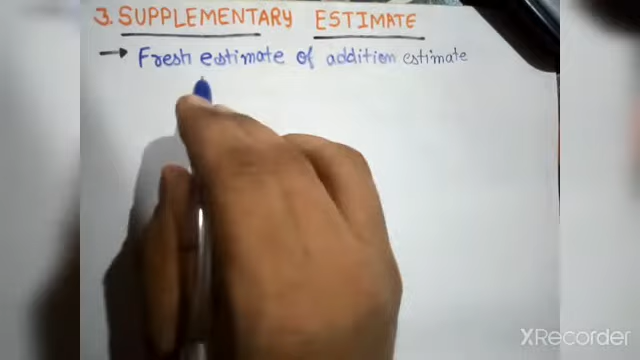 3. SUPPLEMENTARY ESTIMATE
→ Fresh estimate of addition estimate
XRecorder